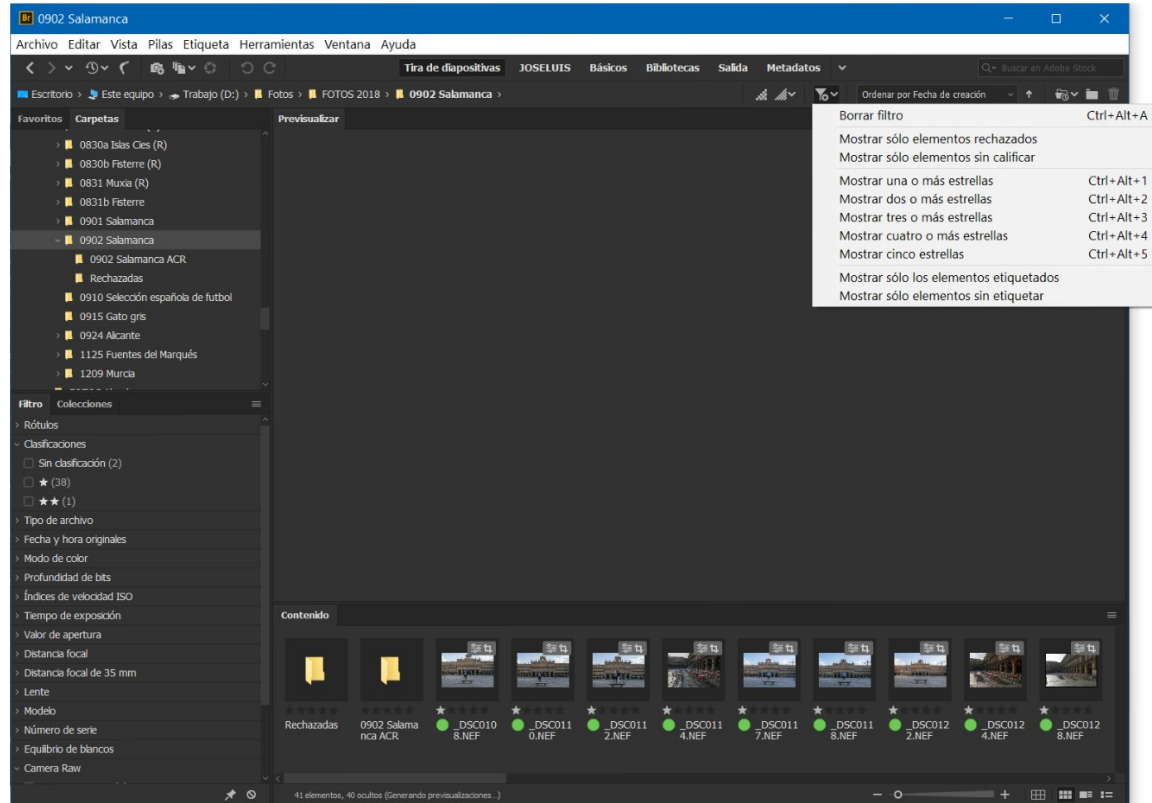 Br 0902 Salamanca
Archivo Editar Vista Pilas Etiqueta Herramientas Ventana Ayuda
Tira de diapositivas JOSELUIS Básicos Bibliotecas Salida Metadatos Buscar en Adobe Stock
Escritorio > Este equipo > Trabajo (D:) > Fotos > FOTOS 2018 > 0902 Salamanca > Ordenar por Fecha de creación
Favoritos Carpetas
Previsualizar
Borrar filtro Ctrl+Alt+A
Mostrar sólo elementos rechazados
Mostrar sólo elementos sin calificar
Mostrar una o más estrellas Ctrl+Alt+1
Mostrar dos o más estrellas Ctrl+Alt+2
Mostrar tres o más estrellas Ctrl+Alt+3
Mostrar cuatro o más estrellas Ctrl+Alt+4
Mostrar cinco estrellas Ctrl+Alt+5
Mostrar sólo los elementos etiquetados
Mostrar sólo elementos sin etiquetar
0830a Islas Cies (R)
0830b Fisterre (R)
0831 Muxia (R)
0831b Fisterre
0901 Salamanca
0902 Salamanca
0902 Salamanca ACR
Rechazadas
0910 Selección española de futbol
0915 Gato gris
0924 Alicante
1125 Fuentes del Marqués
1209 Murcia
Filtro Colecciones
Rótulos
Clasificaciones
Sin clasificación (2)
★ (38)
★★ (1)
Tipo de archivo
Fecha y hora originales
Modo de color
Profundidad de bits
Índices de velocidad ISO
Tiempo de exposición
Valor de apertura
Distancia focal
Distancia focal de 35 mm
Lente
Modelo
Número de serie
Equilibrio de blancos
Camera Raw
Contenido
Rechazadas
0902 Salama
nca ACR
_DSC010
8.NEF
_DSC011
0.NEF
_DSC011
2.NEF
_DSC011
4.NEF
_DSC011
7.NEF
_DSC011
8.NEF
_DSC012
2.NEF
_DSC012
4.NEF
_DSC012
8.NEF
41 elementos, 40 ocultos (Generando previsualizaciones...)